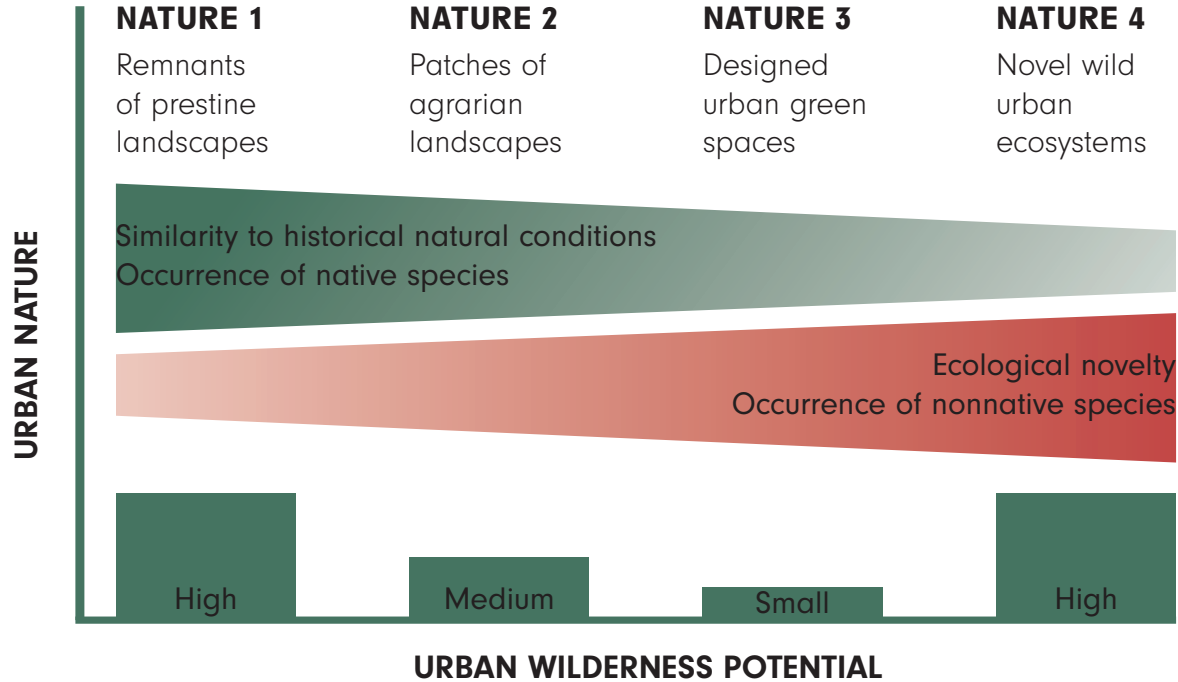 NATURE 1
Remnants
of prestine
landscapes
NATURE 2
Patches of
agrarian
landscapes
NATURE 3
Designed
urban green
spaces
NATURE 4
Novel wild
urban
ecosystems
URBAN NATURE
Similarity to historical natural conditions
Occurrence of native species
Ecological novelty
Occurrence of nonnative species
High
Medium
Small
High
URBAN WILDERNESS POTENTIAL